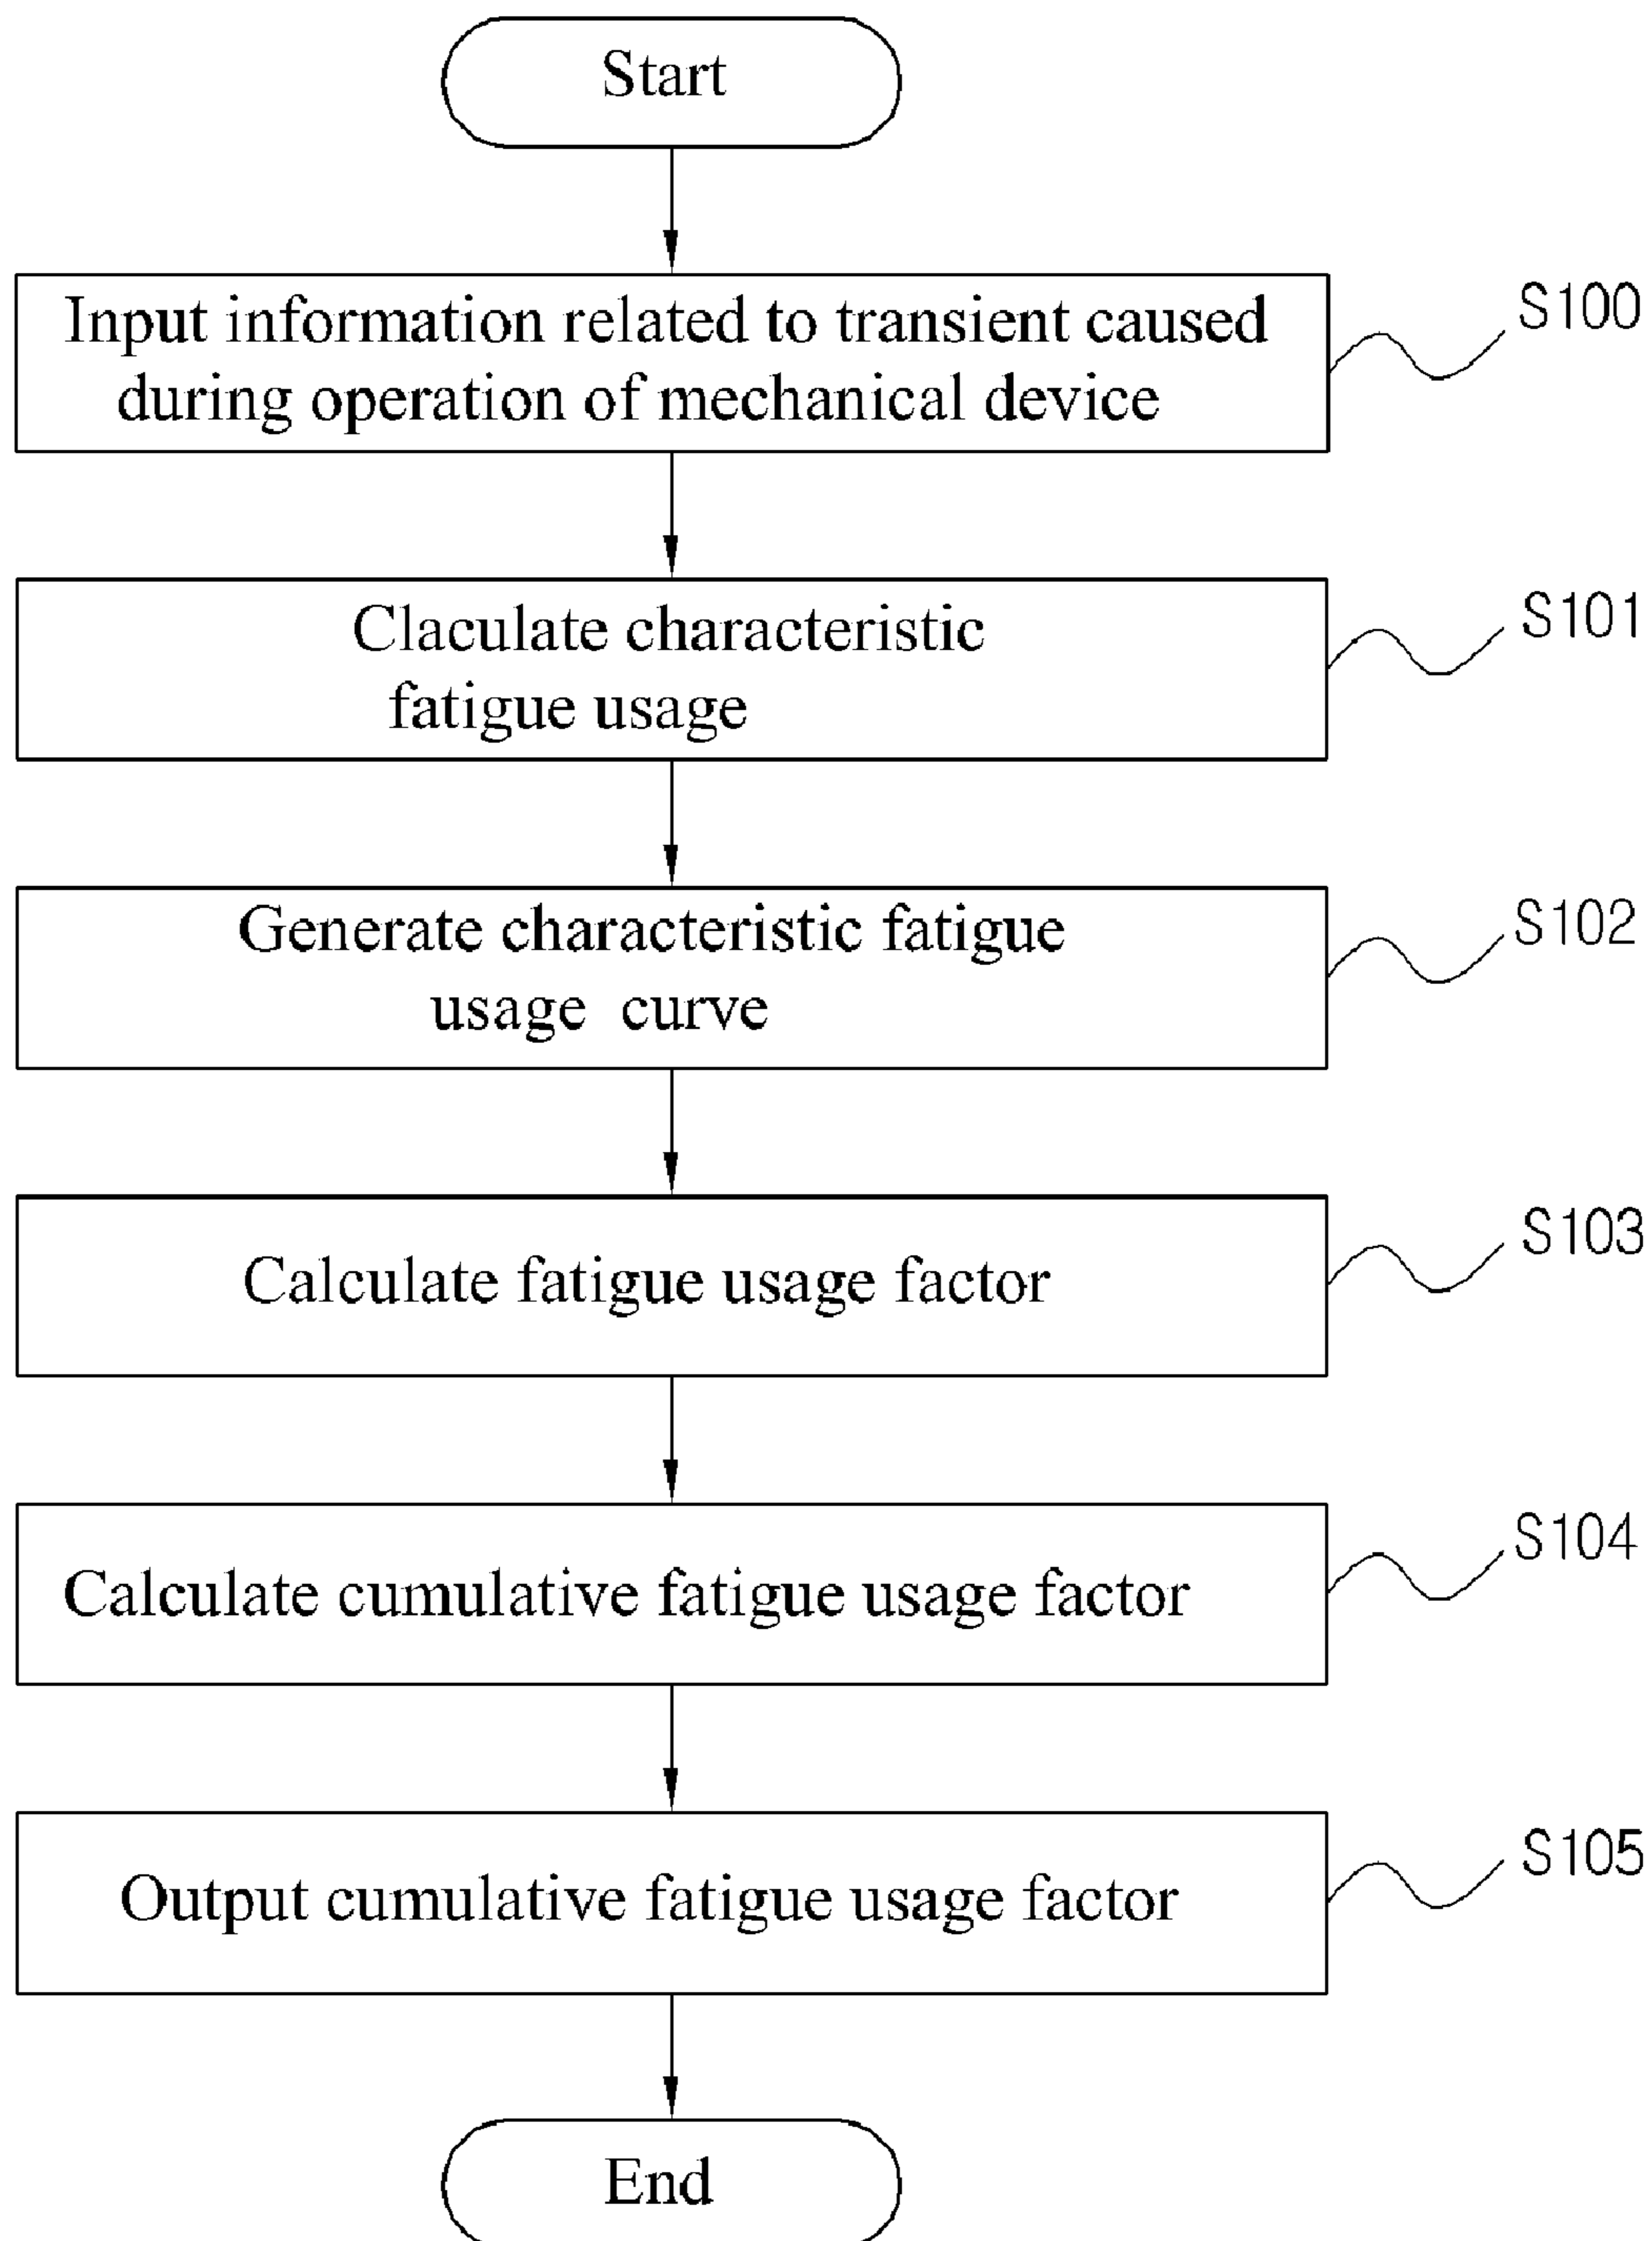 Start
Input information related to transient caused
during operation of mechanical device
S100
Claculate characteristic
fatigue usage
S101
Generate characteristic fatigue
usage curve
S102
Calculate fatigue usage factor
S103
Calculate cumulative fatigue usage factor
S104
Output cumulative fatigue usage factor
S105
End